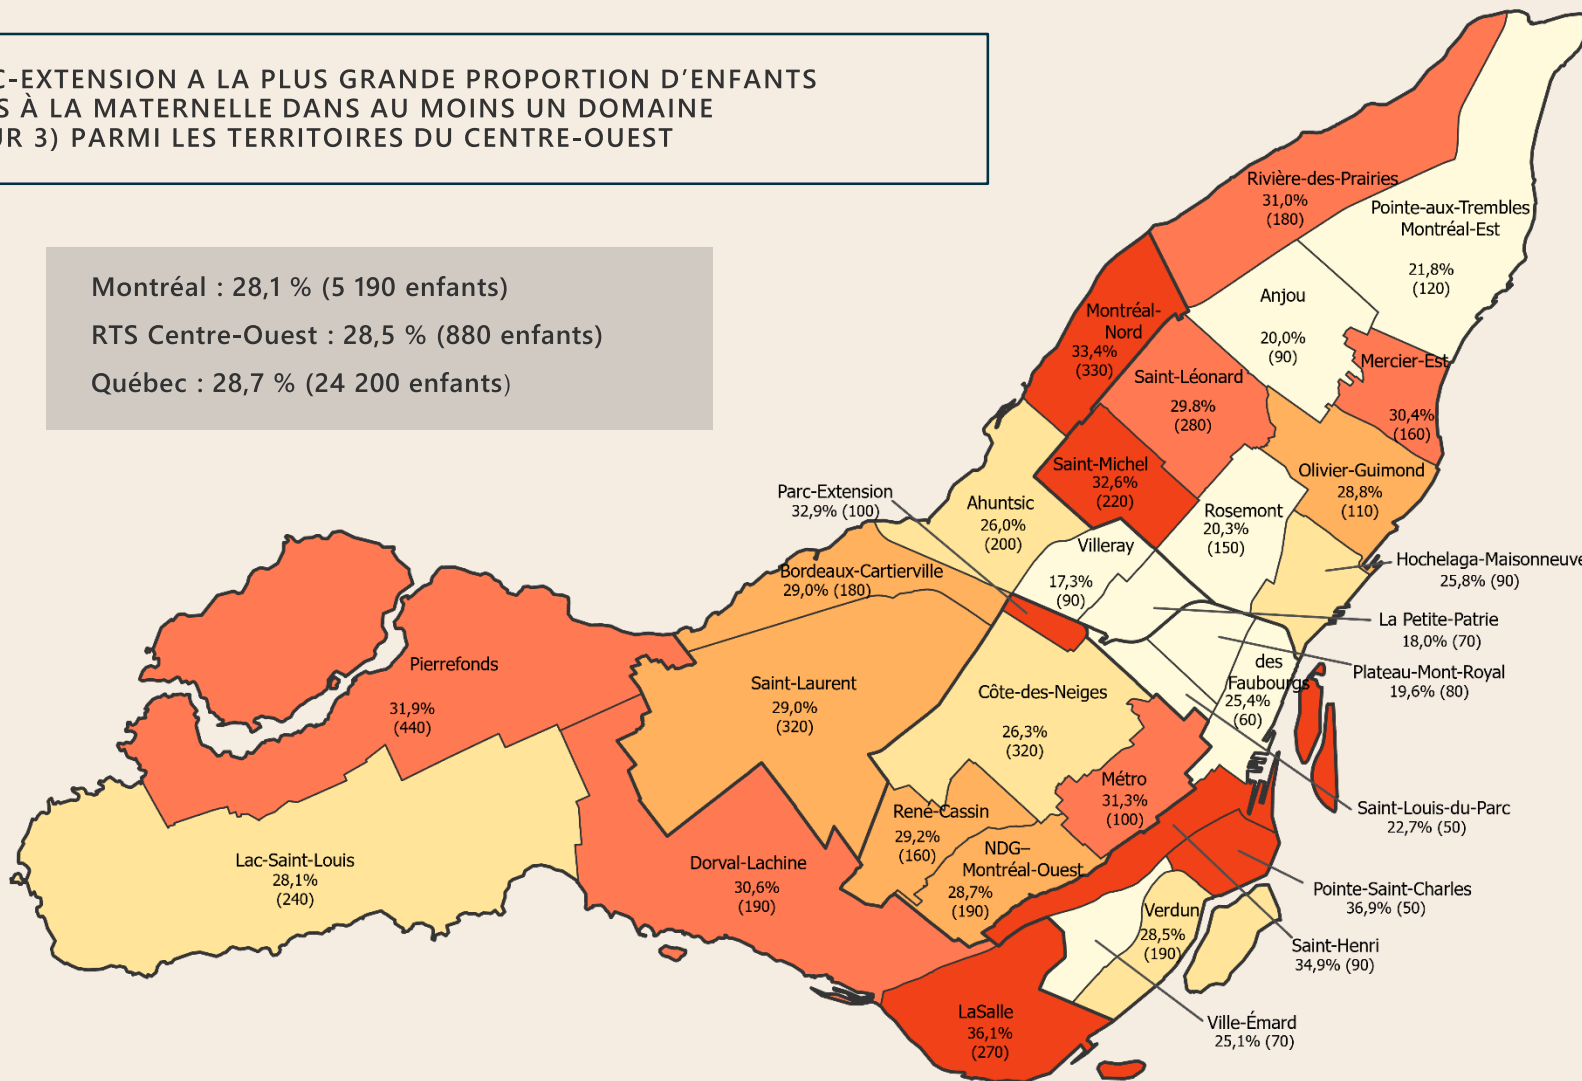 C-EXTENSION A LA PLUS GRANDE PROPORTION D'ENFANTS
S À LA MATERNELLE DANS AU MOINS UN DOMAINE
UR 3) PARMI LES TERRITOIRES DU CENTRE-OUEST
Montréal : 28,1 % (5 190 enfants)
RTS Centre-Ouest : 28,5 % (880 enfants)
Québec : 28,7 % (24 200 enfants)
Rivière-des-Prairies
31,0%
(180)
Pointe-aux-Trembles
Montréal-Est
21,8%
(120)
Anjou
20,0%
(90)
Montréal-
Nord
33,4%
(330)
Mercier-Est
30,4%
(160)
Saint-Léonard
29.8%
(280)
Saint-Michel
32,6%
(220)
Olivier-Guimond
28,8%
(110)
Parc-Extension
32,9% (100)
Ahuntsic
26,0%
(200)
Rosemont
20,3%
(150)
Villeray
17,3%
(90)
Hochelaga-Maisonneuve
25,8% (90)
Bordeaux-Cartierville
29,0% (180)
La Petite-Patrie
18,0% (70)
Plateau-Mont-Royal
19,6% (80)
des
Faubourgs
25,4%
(60)
Pierrefonds
31,9%
(440)
Saint-Laurent
29,0%
(320)
Côte-des-Neiges
26,3%
(320)
Métro
31,3%
(100)
Saint-Louis-du-Parc
22,7% (50)
René-Cassin
29,2%
(160)
NDG–
Montréal-Ouest
28,7%
(190)
Lac-Saint-Louis
28,1%
(240)
Dorval-Lachine
30,6%
(190)
Pointe-Saint-Charles
36,9% (50)
Verdun
28,5%
(190)
Saint-Henri
34,9% (90)
LaSalle
36,1%
(270)
Ville-Émard
25,1% (70)